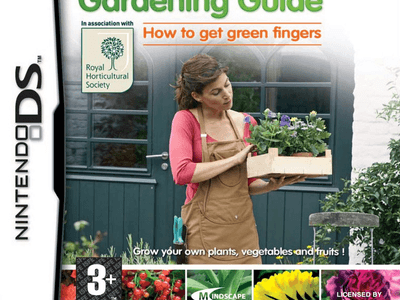 Gardening Guide
In association with
How to get green fingers
Royal
Horticultural
Society
NINTENDO DS
Grow your own plants, vegetables and fruits !
3+
MINDSCAPE
LICENSED BY